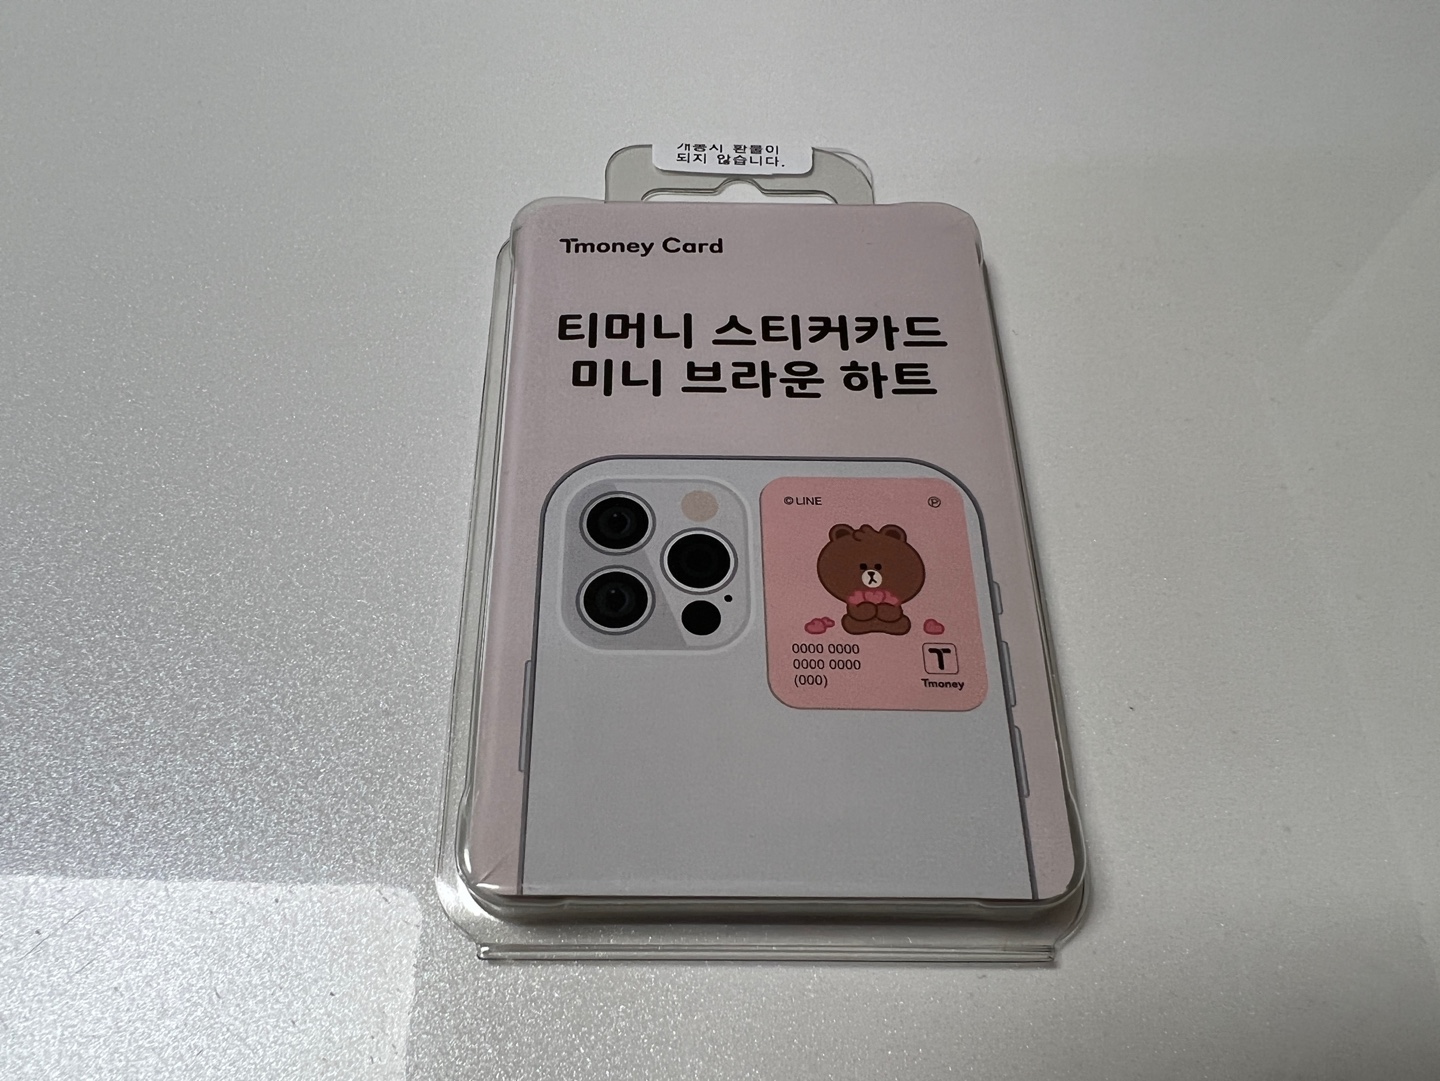 개봉시 환불이
되지 않습니다.
Tmoney Card
티머니 스티커카드
미니 브라운 하트
©LINE
Ⓟ
0000 0000
0000 0000
(000)
T
Tmoney